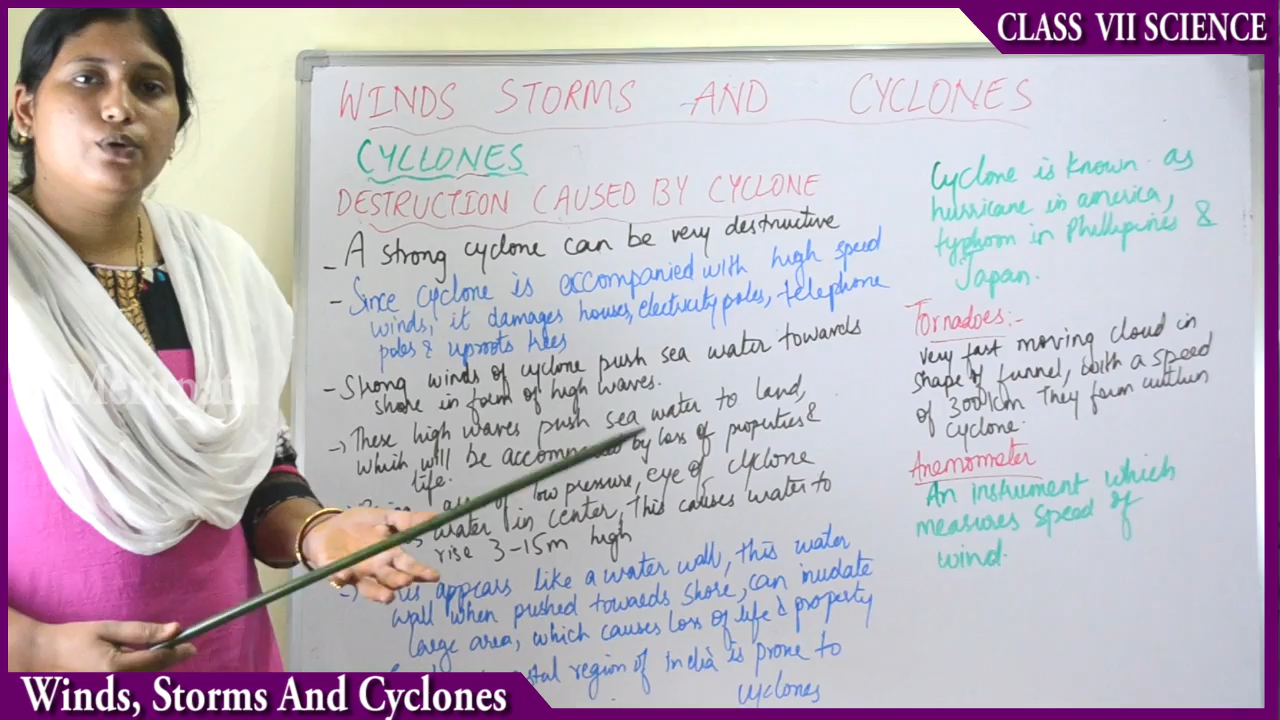 CLASS VII SCIENCE
WINDS STORMS AND CYCLONES
CYLLONES
DESTRUCTION CAUSED BY CYCLONE
- A strong cyclone can be very destructive
- Since cyclone is accompanied with high speed
winds, it damages houses, electricity poles, telephone
poles & uproots trees
- Strong winds of cyclone push sea water towards
shore in form of high waves.
→ These high waves push sea water to land,
which will be accompanied by loss of properties &
life.
of low pressure, eye of cyclone
water in center, This causes water to
rise 3-15m high
appears like a water wall, this water
wall when pushed towards shore, can inudate
large area, which causes loss of life & property
region of India is prone to
cyclones
Cyclone is known as
hurricane in america,
typhoon in Phillipines &
Japan.
Tornadoes:-
very fast moving cloud in
shape of funnel, with a speed
of 300km They form within
cyclone.
Anemometer
An instrument which
measures speed of
wind.
Winds, Storms And Cyclones